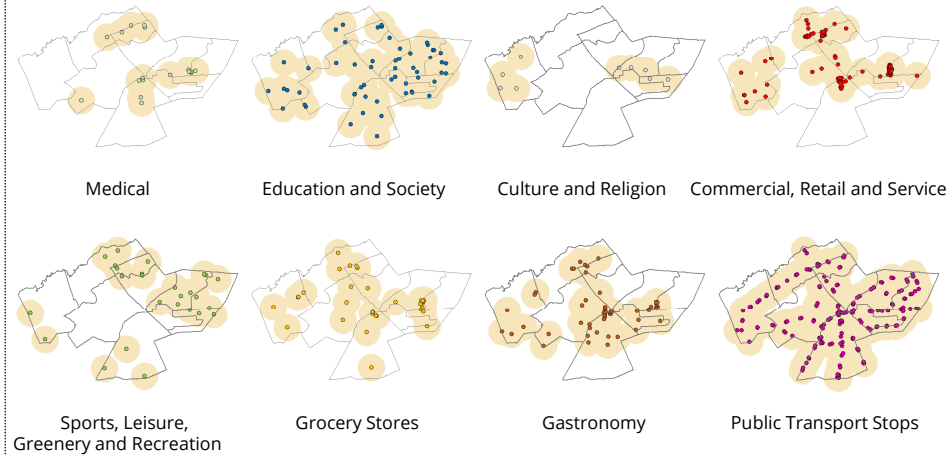 Medical
Education and Society
Culture and Religion
Commercial, Retail and Service
Sports, Leisure,
Greenery and Recreation
Grocery Stores
Gastronomy
Public Transport Stops